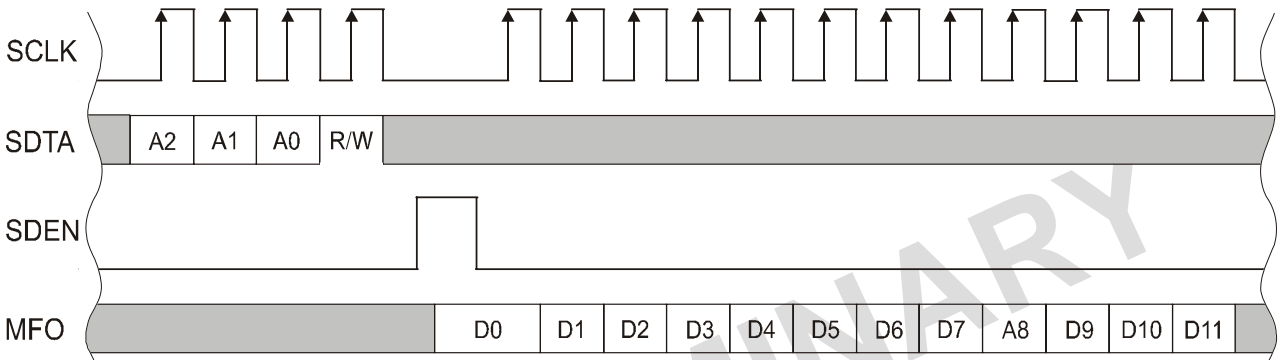 SCLK
SDTA A2 A1 A0 R/W
SDEN
MFO D0 D1 D2 D3 D4 D5 D6 D7 A8 D9 D10 D11
MINARY